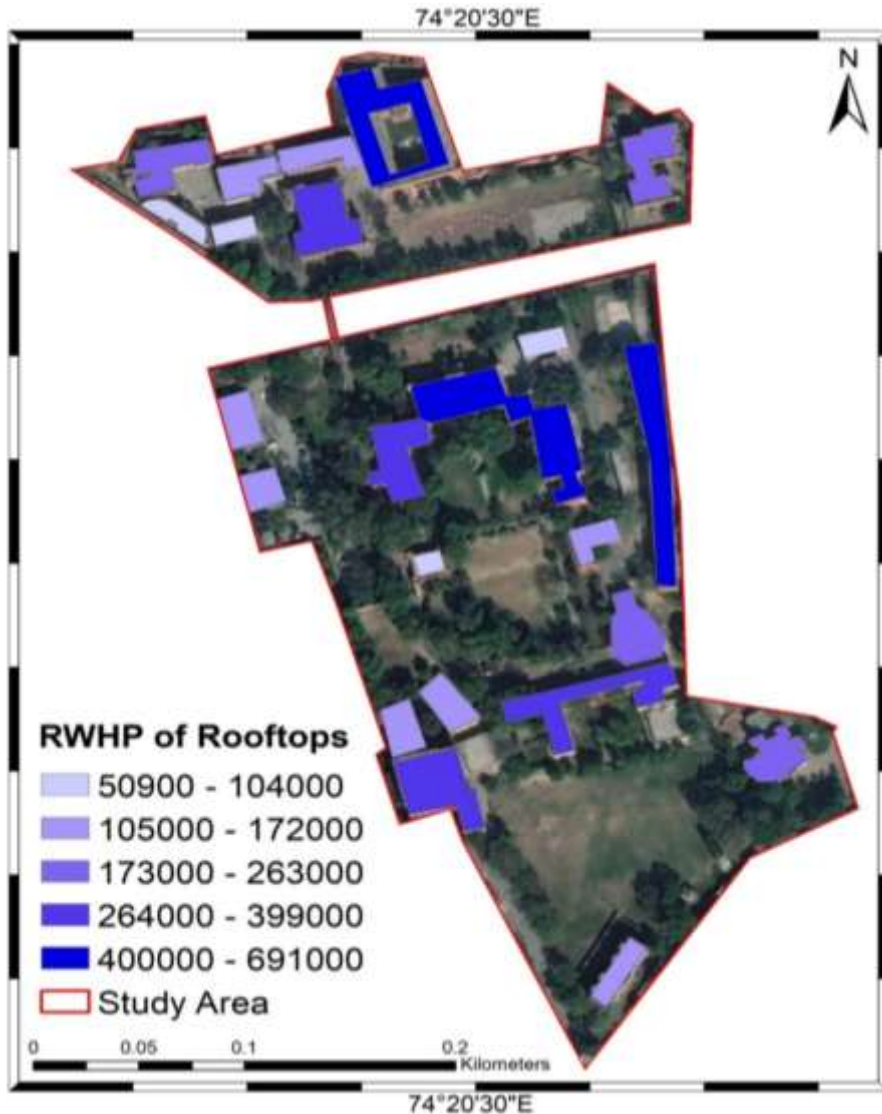 74°20'30"E
N
RWHP of Rooftops
50900 - 104000
105000 - 172000
173000 - 263000
264000 - 399000
400000 - 691000
Study Area
0 0.05 0.1 0.2
Kilometers
74°20'30"E